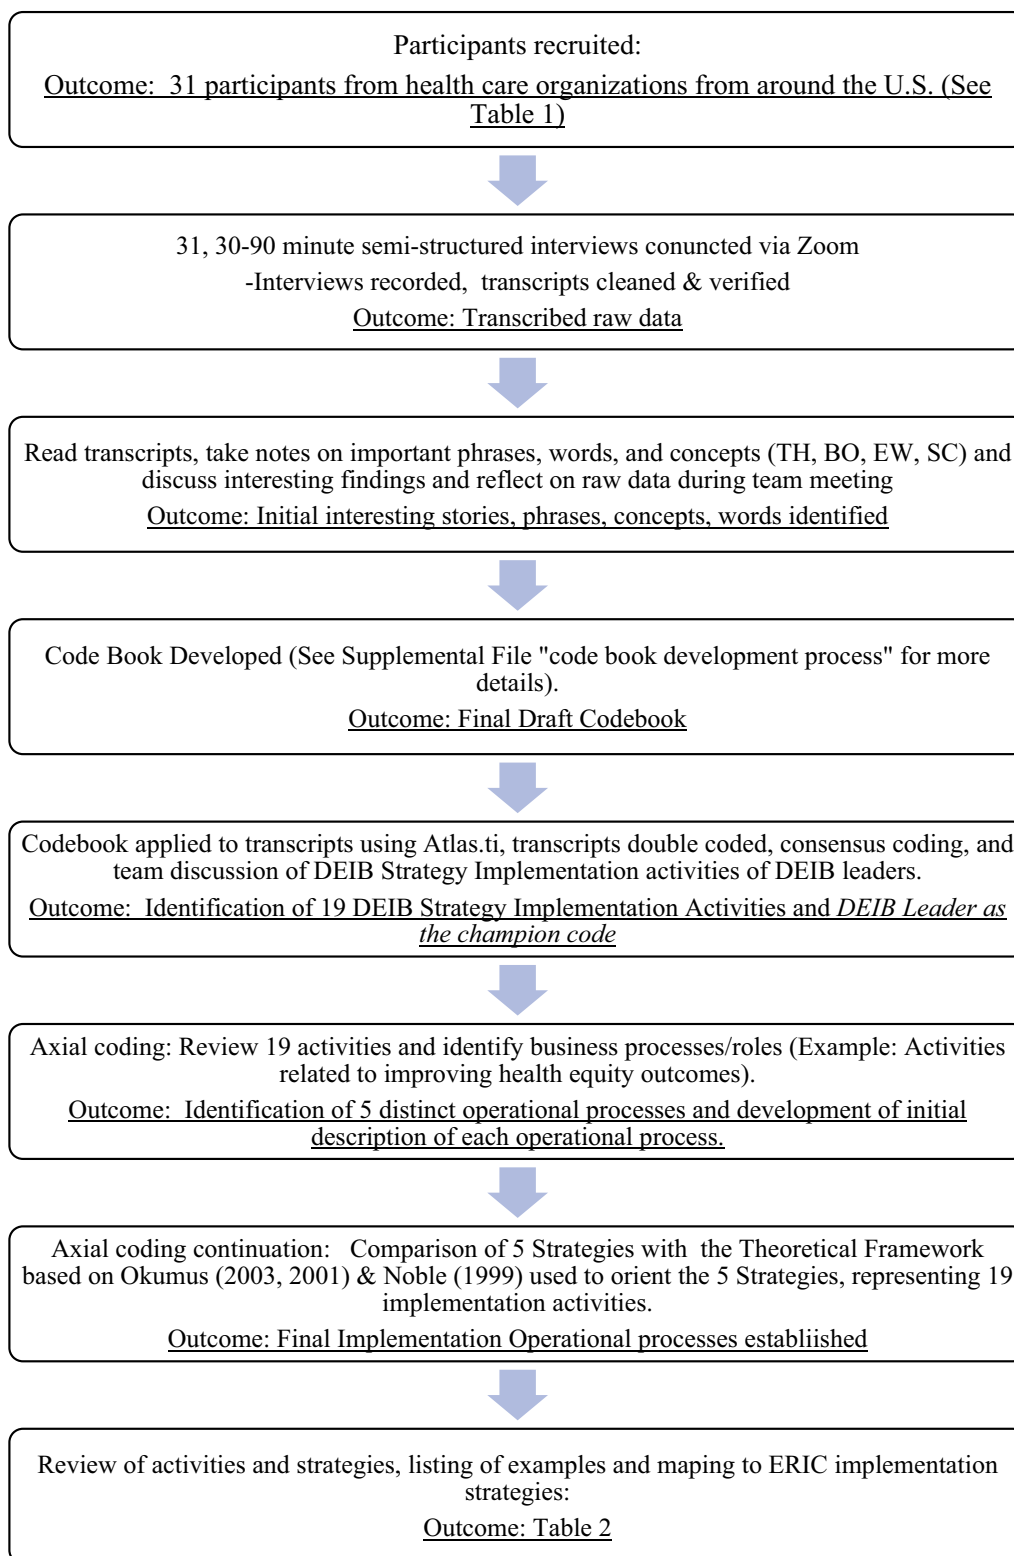 Participants recruited:
Outcome:  31 participants from health care organizations from around the U.S. (See
Table 1)
31, 30-90 minute semi-structured interviews conuncted via Zoom
-Interviews recorded,  transcripts cleaned & verified
Outcome: Transcribed raw data
Read transcripts, take notes on important phrases, words, and concepts (TH, BO, EW, SC) and
discuss interesting findings and reflect on raw data during team meeting
Outcome: Initial interesting stories, phrases, concepts, words identified
Code Book Developed (See Supplemental File "code book development process" for more
details).
Outcome: Final Draft Codebook
Codebook applied to transcripts using Atlas.ti, transcripts double coded, consensus coding, and
team discussion of DEIB Strategy Implementation activities of DEIB leaders.
Outcome:  Identification of 19 DEIB Strategy Implementation Activities and DEIB Leader as
the champion code
Axial coding: Review 19 activities and identify business processes/roles (Example: Activities
related to improving health equity outcomes).
Outcome:  Identification of 5 distinct operational processes and development of initial
description of each operational process.
Axial coding continuation:   Comparison of 5 Strategies with  the Theoretical Framework
based on Okumus (2003, 2001) & Noble (1999) used to orient the 5 Strategies, representing 19
implementation activities.
Outcome: Final Implementation Operational processes establiished
Review of activities and strategies, listing of examples and maping to ERIC implementation
strategies:
Outcome: Table 2